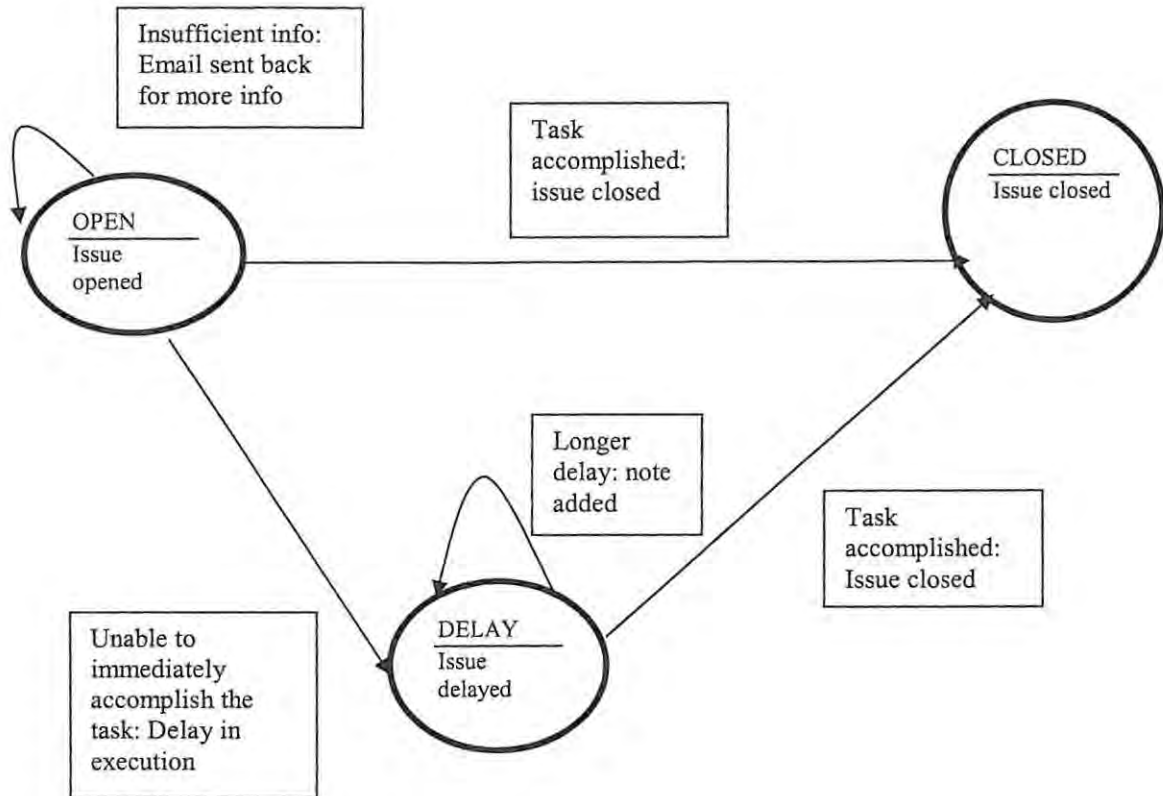 Insufficient info:
Email sent back
for more info
Task
accomplished:
issue closed
CLOSED
Issue closed
OPEN
Issue
opened
Longer
delay: note
added
Task
accomplished:
Issue closed
DELAY
Issue
delayed
Unable to
immediately
accomplish the
task: Delay in
execution